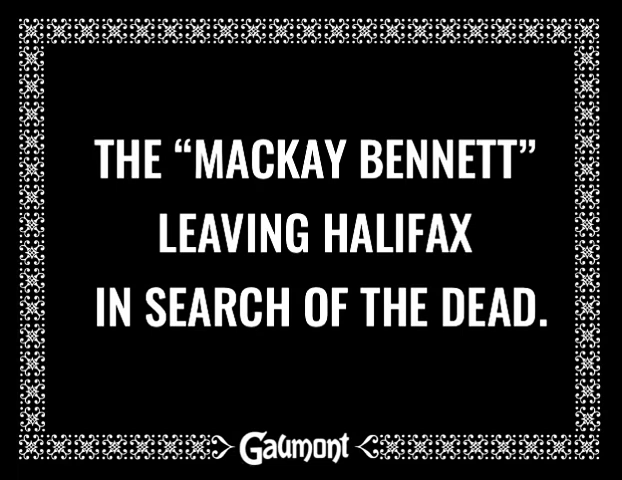 THE “MACKAY BENNETT”
LEAVING HALIFAX
IN SEARCH OF THE DEAD.
Gaumont